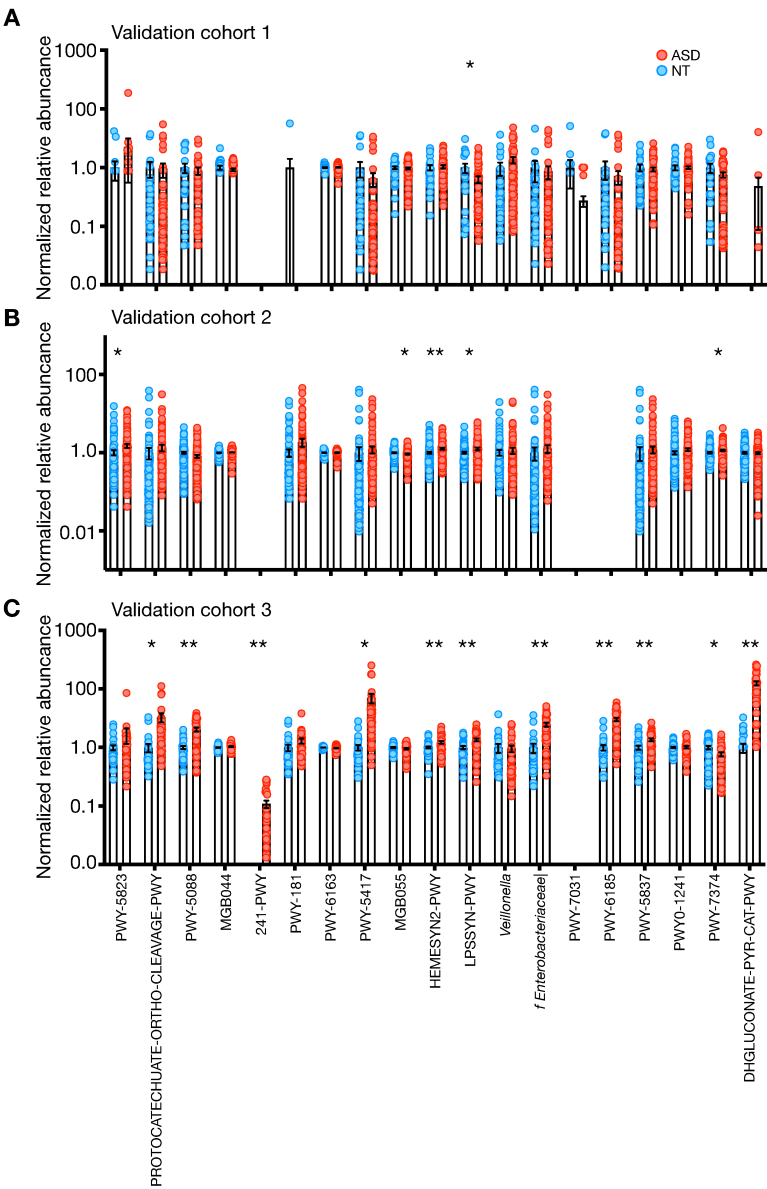 A
Validation cohort 1
Normalized relative abuncance
1000
100
1.0
0.1
0.0
*
ASD
NT
B
Validation cohort 2
Normalized relative abuncance
100
1.0
0.01
* * ** * *
C
Validation cohort 3
Normalized relative abuncance
1000
100
1.0
0.1
0.0
* ** ** * ** ** ** ** ** * **
PWY-5823
PROTOCATECHUATE-ORTHO-CLEAVAGE-PWY
PWY-5088
MGB044
241-PWY
PWY-181
PWY-6163
PWY-5417
MGB055
HEMESYN2-PWY
LPSSYN-PWY
Veillonella
f Enterobacteriaceae|
PWY-7031
PWY-6185
PWY-5837
PWY0-1241
PWY-7374
DHGLUCONATE-PYR-CAT-PWY